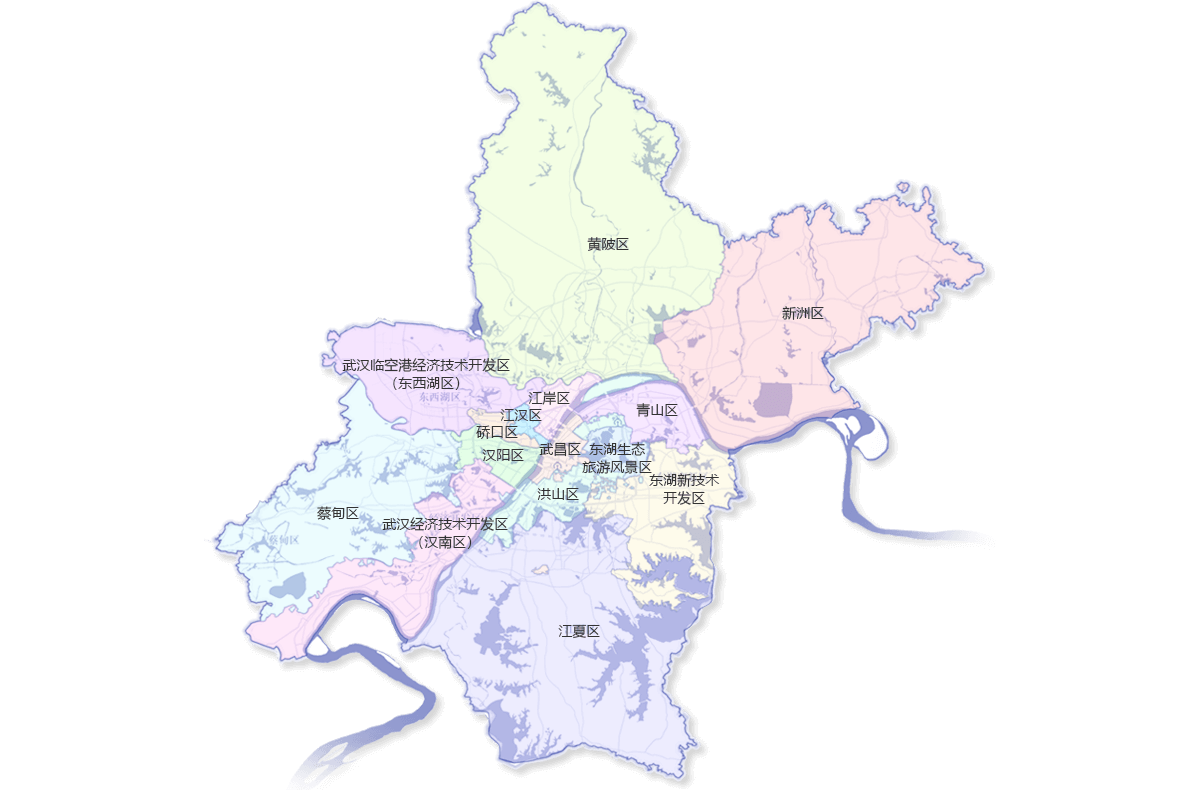 黄陂区
新洲区
武汉临空港经济技术开发区
（东西湖区）
东西湖区
江岸区
江汉区
青山区
硚口区
武昌区
东湖生态
旅游风景区
汉阳区
东湖新技术
开发区
洪山区
蔡甸区
武汉经济技术开发区
（汉南区）
蔡甸区
江夏区